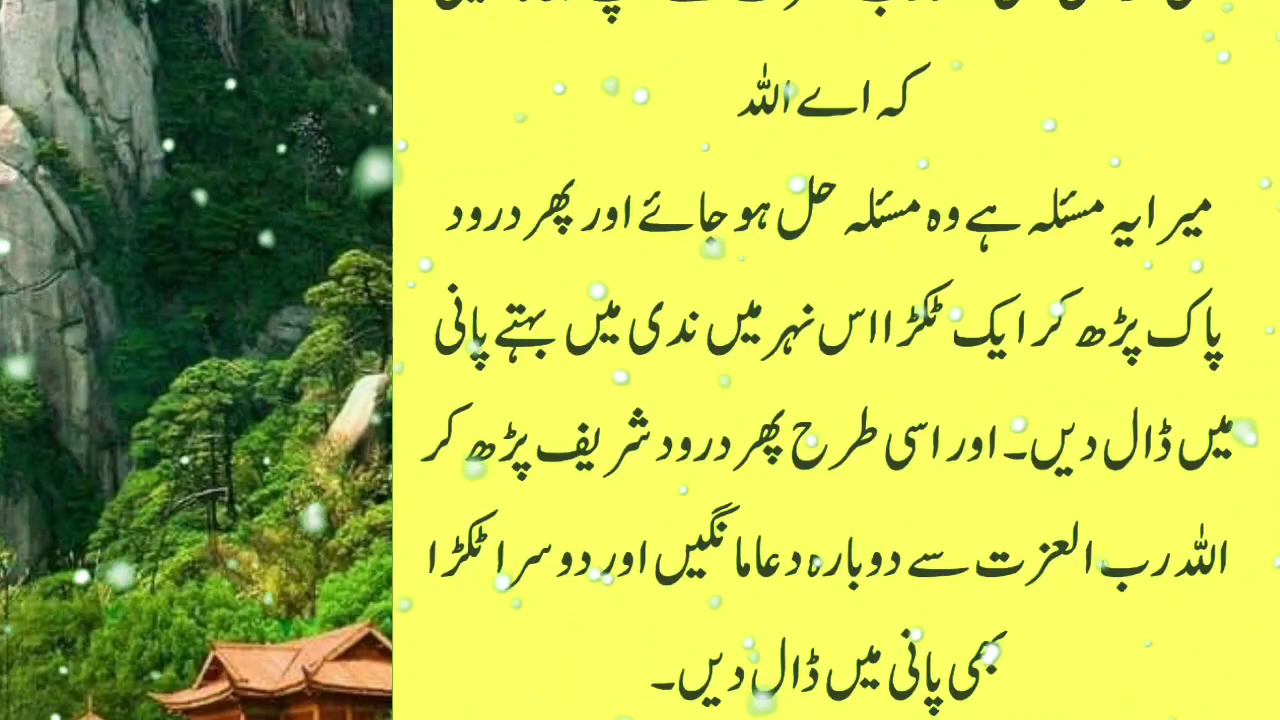 کہ اے اللہ
میرا یہ مسئلہ ہے وہ مسئلہ حل ہو جائے اور پھر درود
پاک پڑھ کر ایک ٹکڑا اس نہر میں ندی میں بہتے پانی
میں ڈال دیں۔ اور اسی طرح پھر درود شریف پڑھ کر
اللہ رب العزت سے دوبارہ دعا مانگیں اور دوسرا ٹکڑا
بھی پانی میں ڈال دیں۔